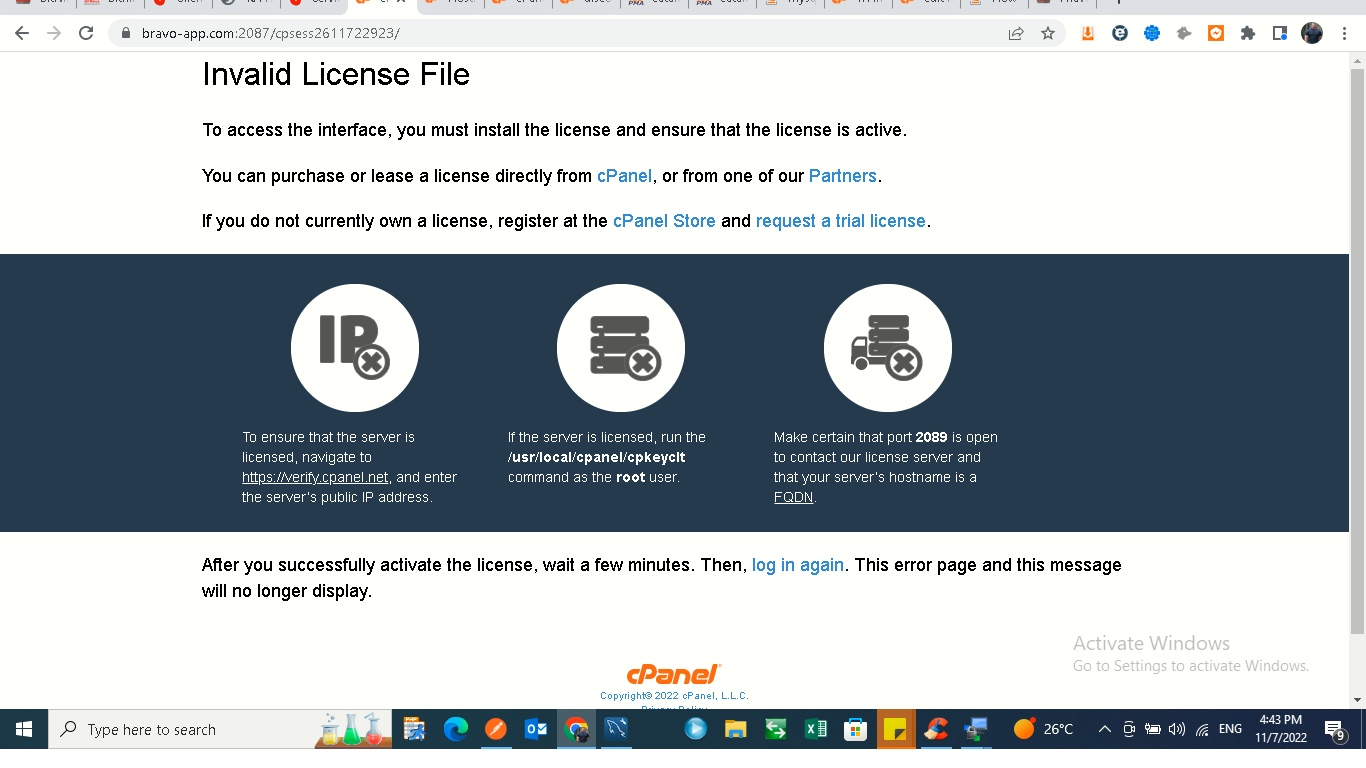 bravo-app.com:2087/cpsess2611722923/
Invalid License File
To access the interface, you must install the license and ensure that the license is active.
You can purchase or lease a license directly from cPanel, or from one of our Partners.
If you do not currently own a license, register at the cPanel Store and request a trial license.
IP
To ensure that the server is
licensed, navigate to
https://verify.cpanel.net, and enter
the server's public IP address.
If the server is licensed, run the
/usr/local/cpanel/cpkeyclt
command as the root user.
Make certain that port 2089 is open
to contact our license server and
that your server's hostname is a
FQDN.
After you successfully activate the license, wait a few minutes. Then, log in again. This error page and this message
will no longer display.
Activate Windows
Go to Settings to activate Windows.
cPanel
Copyright© 2022 cPanel, L.L.C.
Privacy Policy
Type here to search
26°C
ENG
4:43 PM
11/7/2022
9